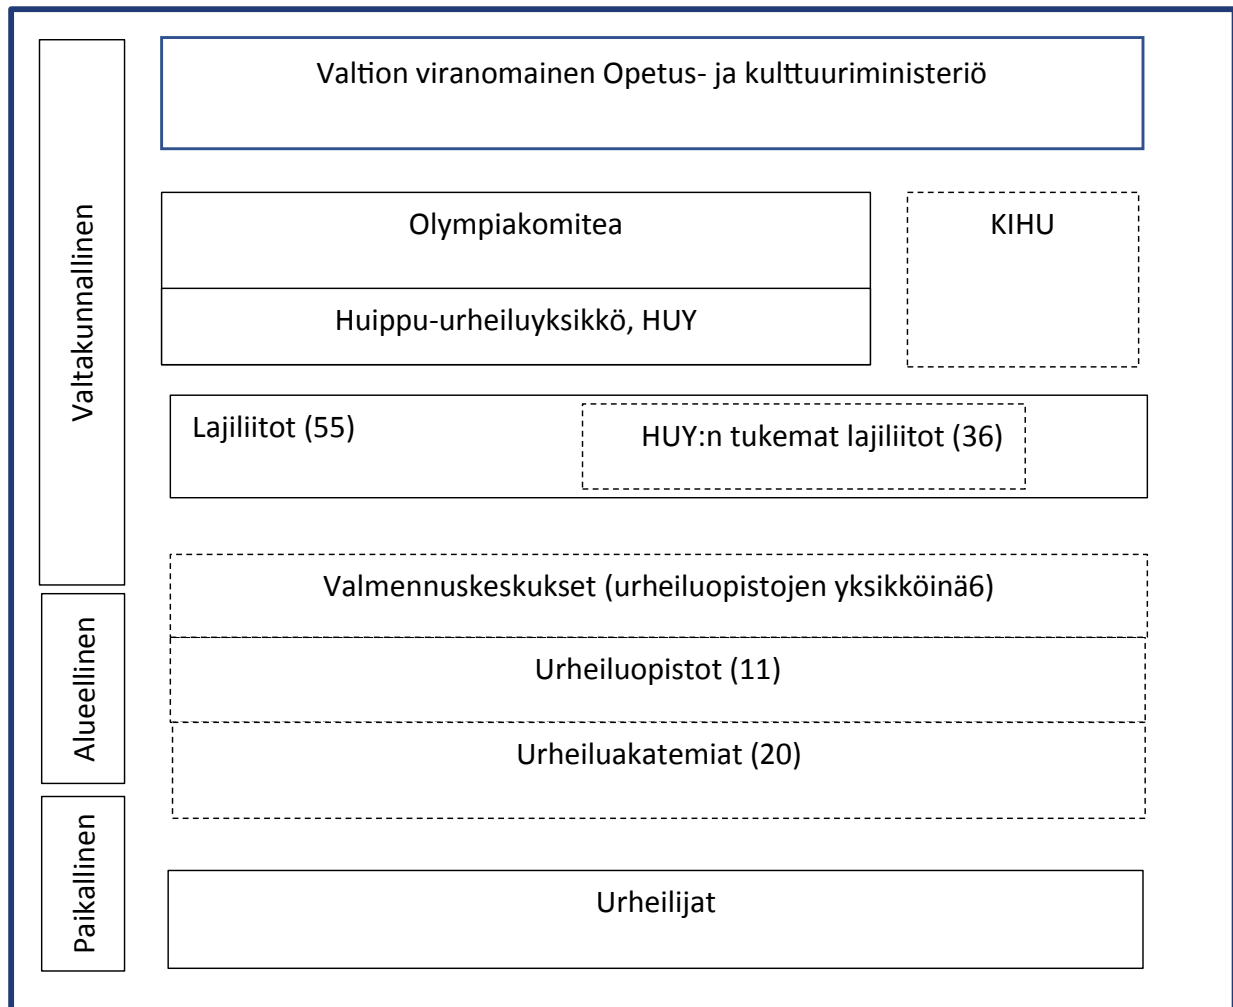 Valtion viranomainen Opetus- ja kulttuuriministeriö
Valtakunnallinen
Olympiakomitea
KIHU
Huippu-urheiluyksikkö, HUY
Lajiliitot (55)
HUY:n tukemat lajiliitot (36)
Valmennuskeskukset (urheiluopistojen yksikköinä6)
Alueellinen
Urheiluopistot (11)
Urheiluakatemiat (20)
Paikallinen
Urheilijat